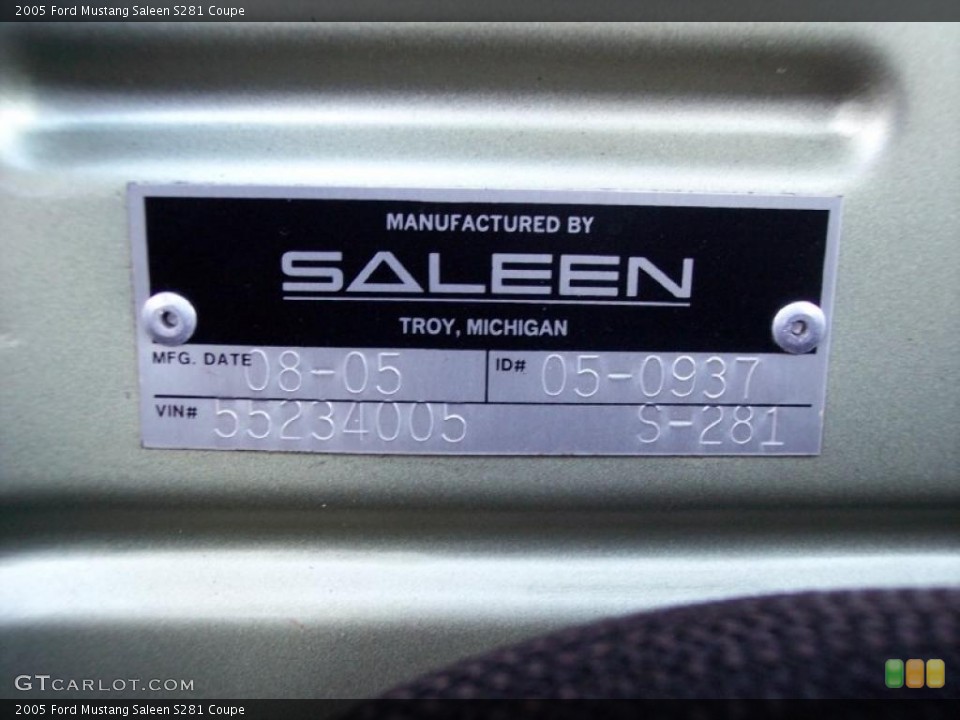 2005 Ford Mustang Saleen S281 Coupe
MANUFACTURED BY
SALEEN
TROY, MICHIGAN
MFG. DATE 08-05 ID# 05-0937
VIN# 55234005 S-281
GTCARLOT.COM
2005 Ford Mustang Saleen S281 Coupe